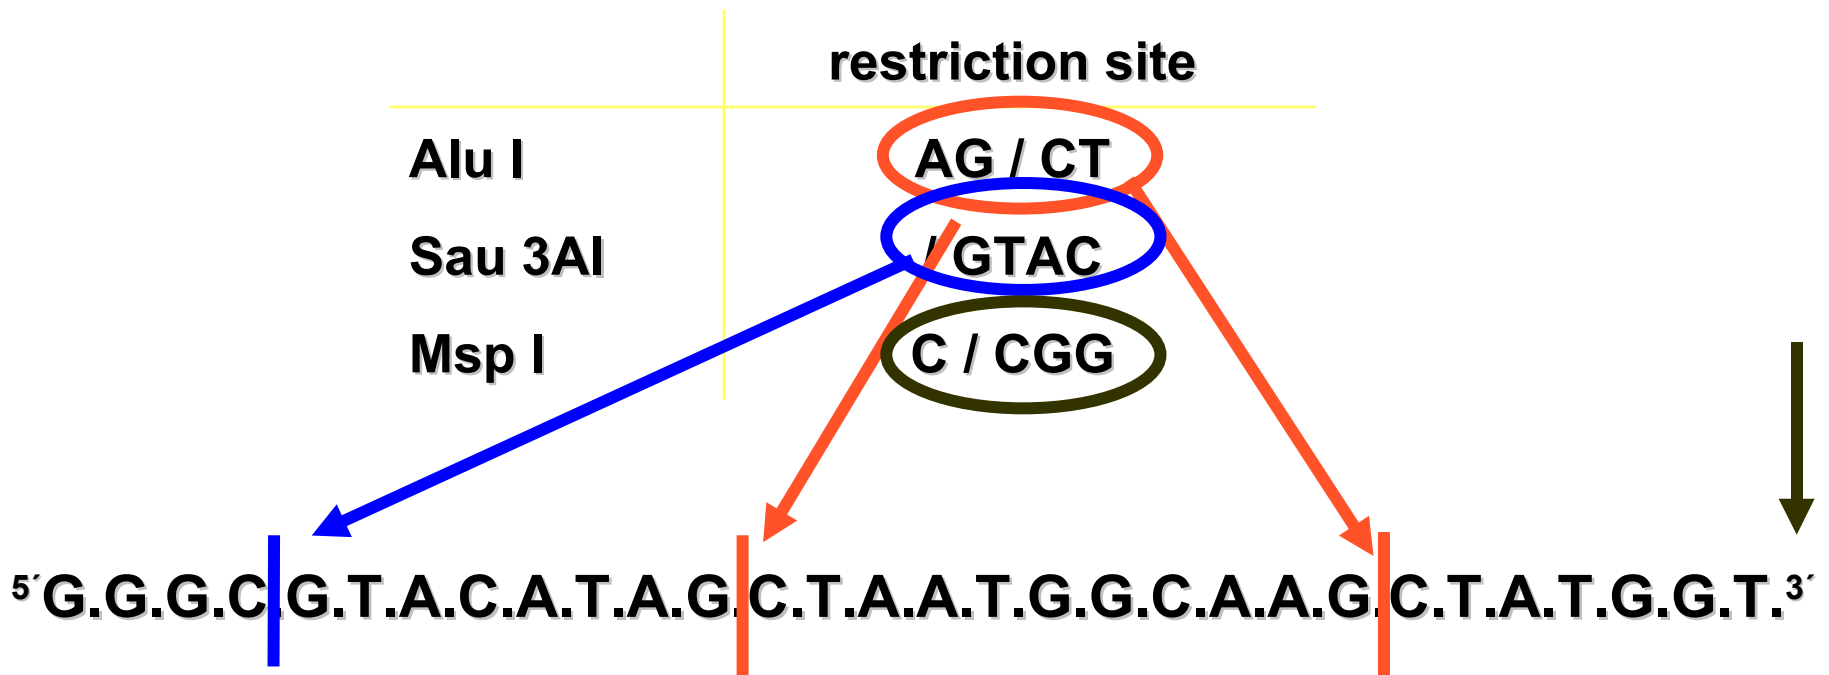 restriction site
Alu I AG / CT
Sau 3AI / GTAC
Msp I C / CGG
5´G.G.G.C.G.T.A.C.A.T.A.G.C.T.A.A.T.G.G.C.A.A.G.C.T.A.T.G.G.T.3´